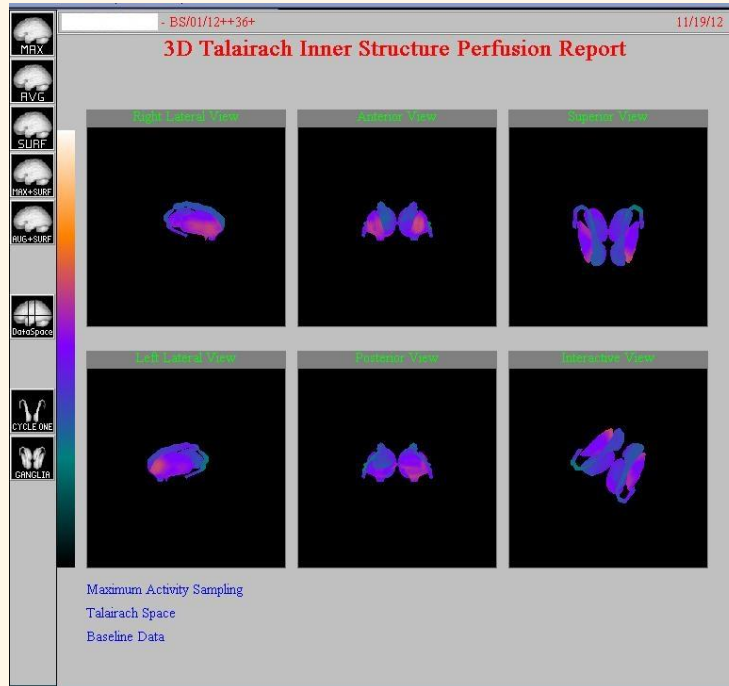 - BS/01/12++36+ 11/19/12
3D Talairach Inner Structure Perfusion Report
MAX
AVG
SURF
MAX+SURF
AUG+SURF
DataSpace
CYCLE ONE
GANGLIA
Right Lateral View Anterior View Superior View
Left Lateral View Posterior View Interactive View
Maximum Activity Sampling
Talairach Space
Baseline Data